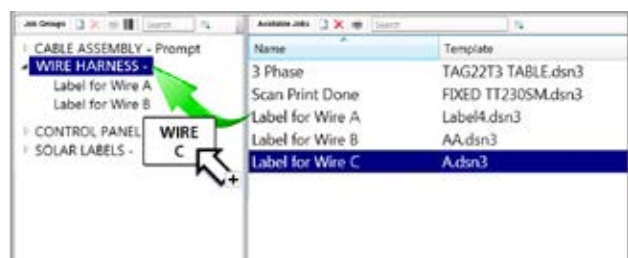 Job Groups Search
CABLE ASSEMBLY - Prompt
WIRE HARNESS -
Label for Wire A
Label for Wire B
CONTROL PANEL
SOLAR LABELS -
WIRE
C
Available Jobs Search
Name Template
3 Phase TAG22T3 TABLE.dsn3
Scan Print Done FIXED TT230SM.dsn3
Label for Wire A Label4.dsn3
Label for Wire B AA.dsn3
Label for Wire C A.dsn3